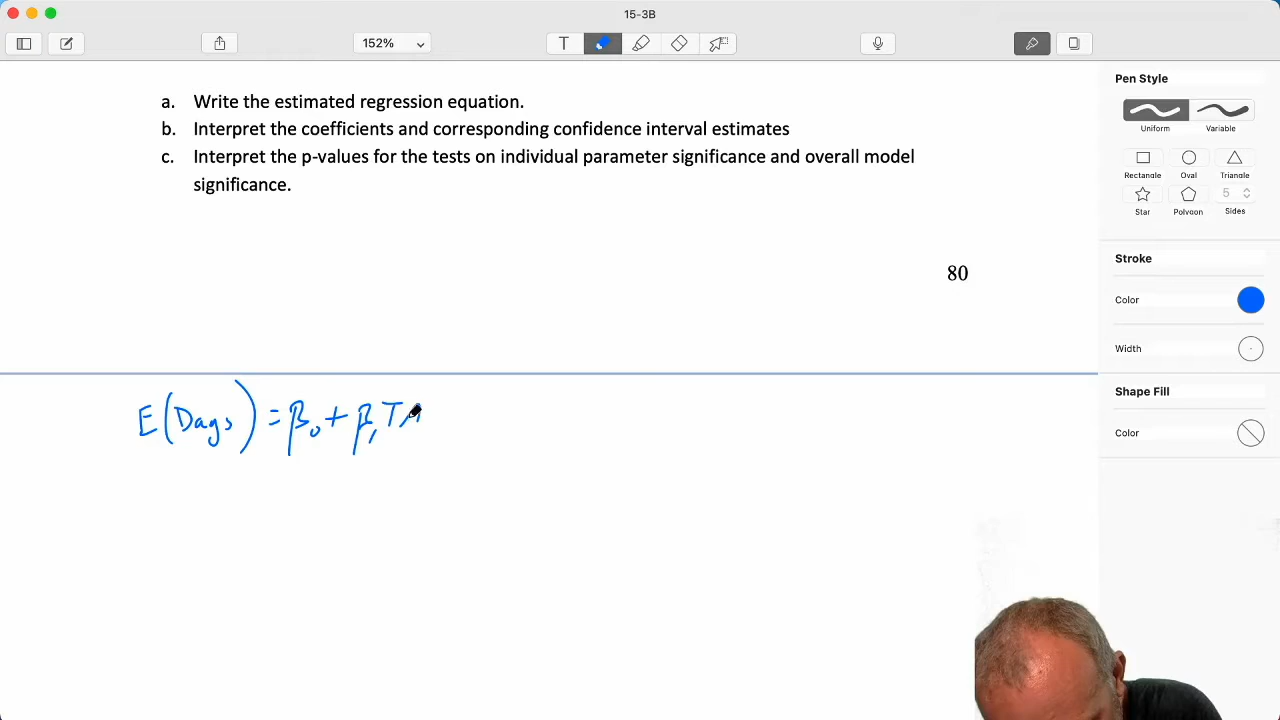 15-3B
152%
T
Pen Style
Uniform
Variable
Rectangle
Oval
Triangle
Star
Polygon
5
Sides
Stroke
Color
Width
Shape Fill
Color
a. Write the estimated regression equation.
b. Interpret the coefficients and corresponding confidence interval estimates
c. Interpret the p-values for the tests on individual parameter significance and overall model
significance.
80
E(Days) = β₀ + β₁ TA